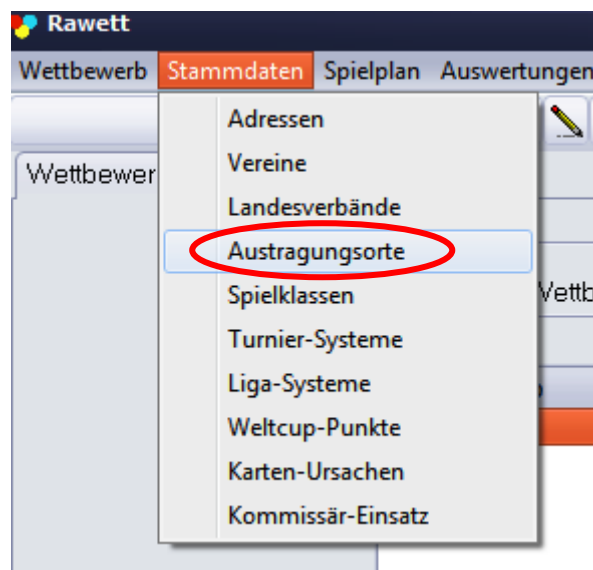 Rawett
Wettbewerb Stammdaten Spielplan Auswertungen
Adressen
Wettbewer
Vereine
Landesverbände
Austragungsorte
Spielklassen
Turnier-Systeme
Liga-Systeme
Weltcup-Punkte
Karten-Ursachen
Kommissär-Einsatz